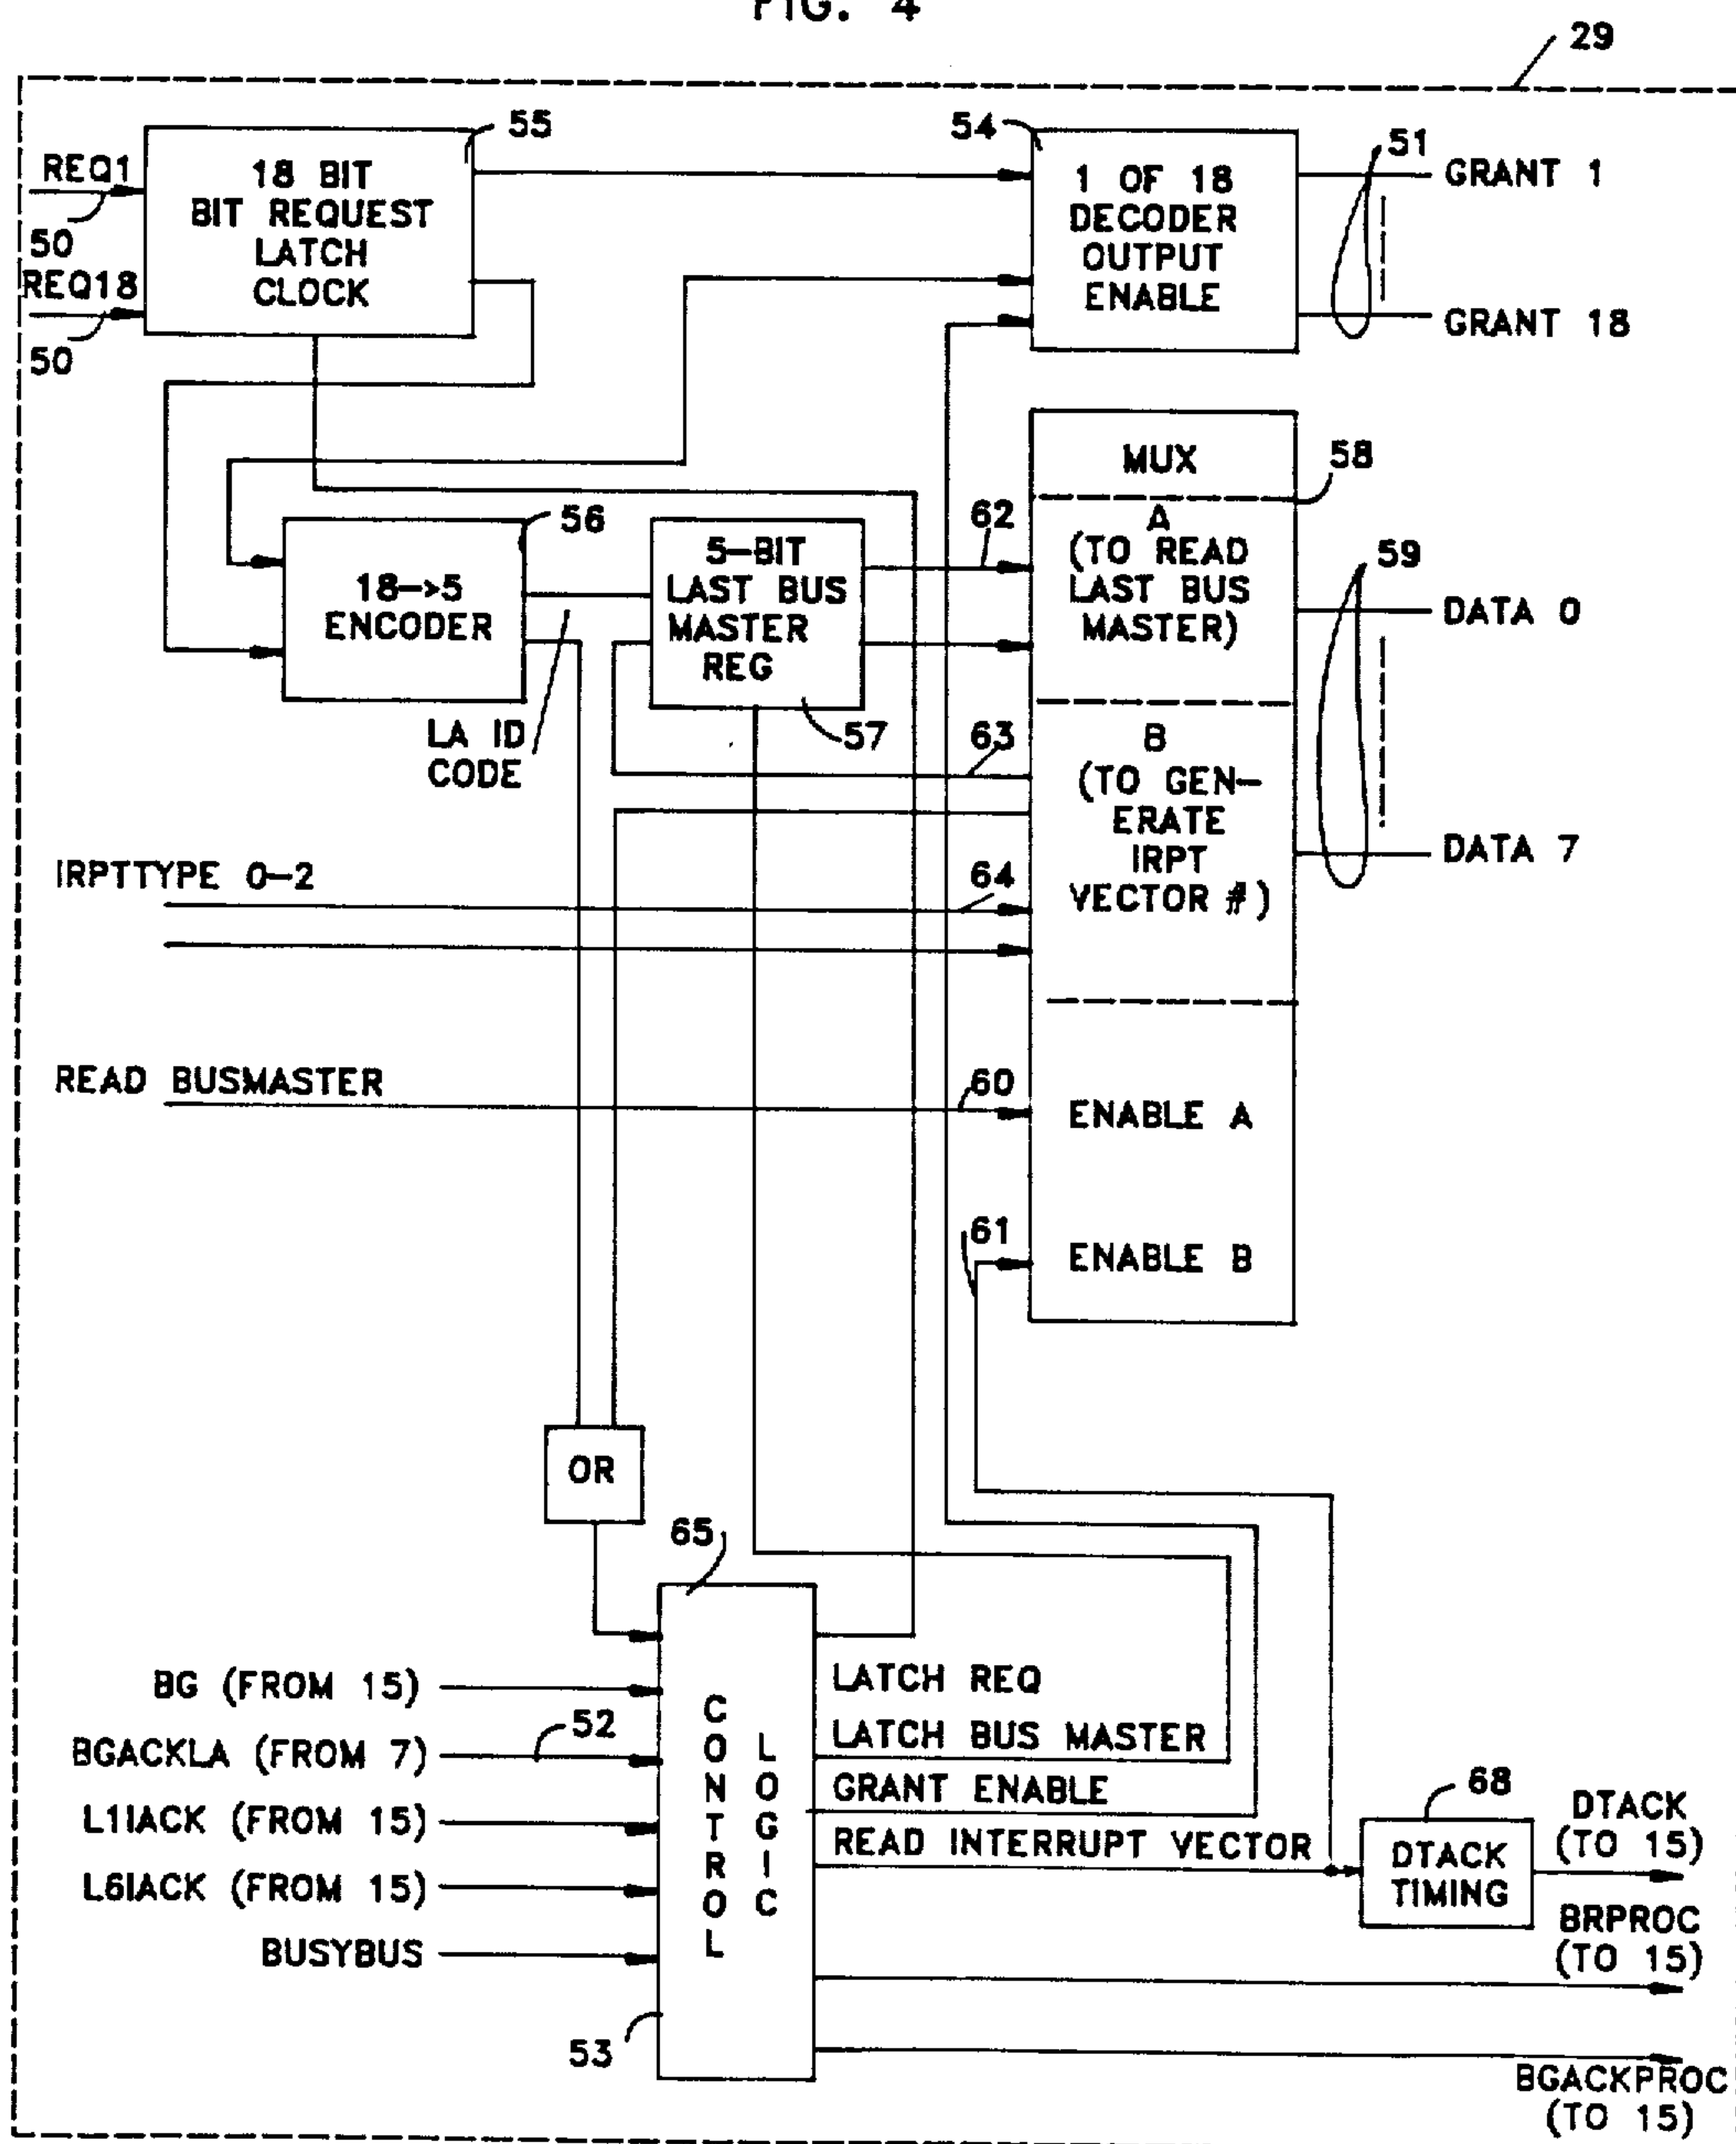 FIG. 4
29
55
54
51
REQ1
18 BIT
BIT REQUEST
LATCH
CLOCK
1 OF 18
DECODER
OUTPUT
ENABLE
GRANT 1
50
REQ18
50
GRANT 18
MUX
58
56
62
A
(TO READ
LAST BUS
MASTER)
59
18->5
ENCODER
5-BIT
LAST BUS
MASTER
REG
DATA 0
LA ID
CODE
57
63
B
(TO GEN-
ERATE
IRPT
VECTOR #)
DATA 7
IRPTTYPE 0-2
64
READ BUSMASTER
60
ENABLE A
61
ENABLE B
OR
65
BG (FROM 15)
BGACKLA (FROM 7)
52
L1IACK (FROM 15)
L6IACK (FROM 15)
BUSYBUS
53
CONTROL
LOGIC
LATCH REQ
LATCH BUS MASTER
GRANT ENABLE
READ INTERRUPT VECTOR
68
DTACK
TIMING
DTACK
(TO 15)
BRPROC
(TO 15)
BGACKPROC
(TO 15)